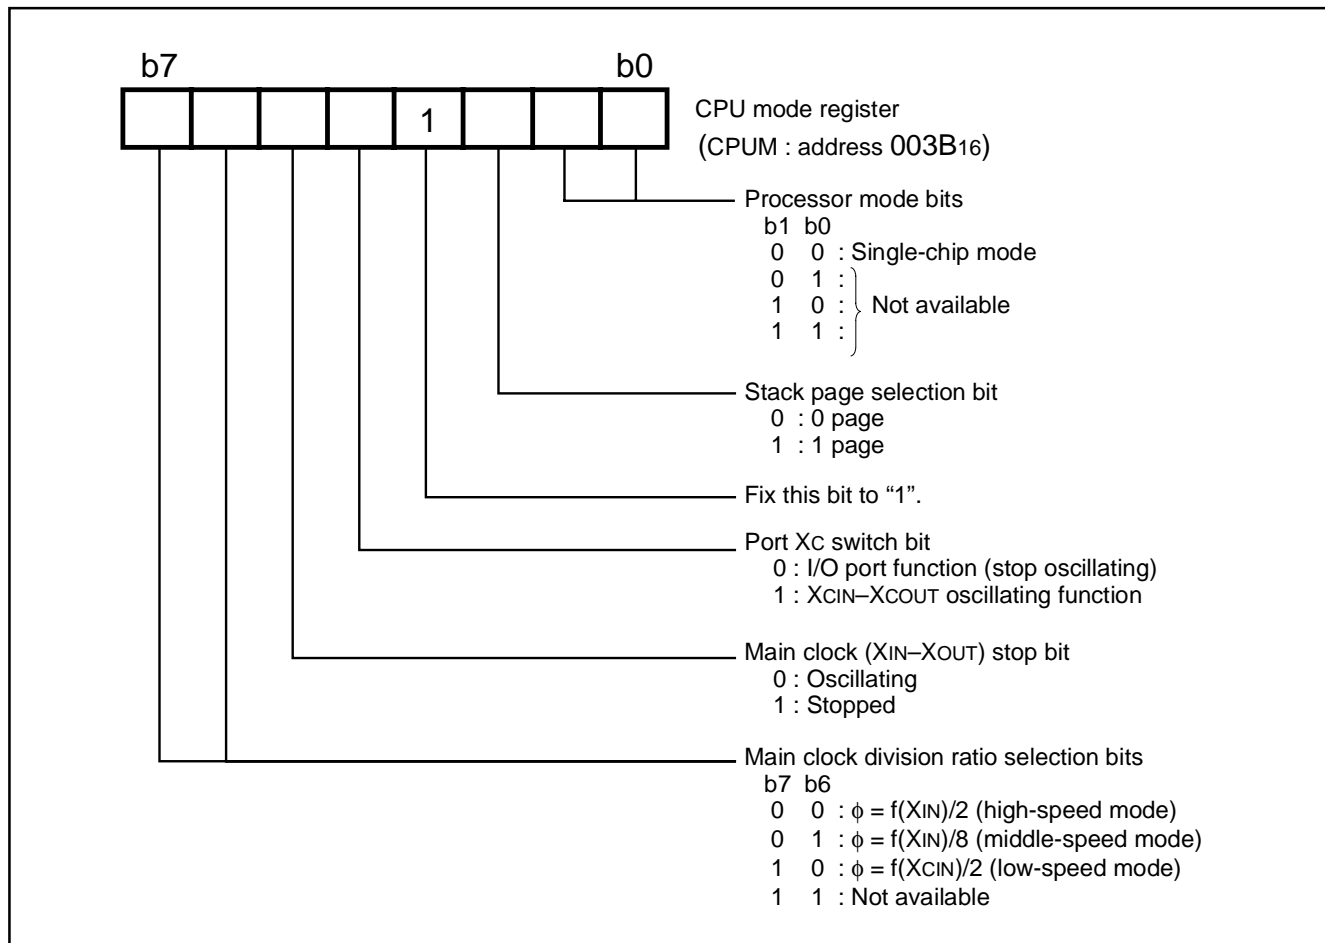 b7 b0
1
CPU mode register
(CPUM : address 003B16)
Processor mode bits
b1 b0
0 0 : Single-chip mode
0 1 :
1 0 : Not available
1 1 :
Stack page selection bit
0 : 0 page
1 : 1 page
Fix this bit to “1”.
Port XC switch bit
0 : I/O port function (stop oscillating)
1 : XCIN–XCOUT oscillating function
Main clock (XIN–XOUT) stop bit
0 : Oscillating
1 : Stopped
Main clock division ratio selection bits
b7 b6
0 0 : ϕ = f(XIN)/2 (high-speed mode)
0 1 : ϕ = f(XIN)/8 (middle-speed mode)
1 0 : ϕ = f(XCIN)/2 (low-speed mode)
1 1 : Not available